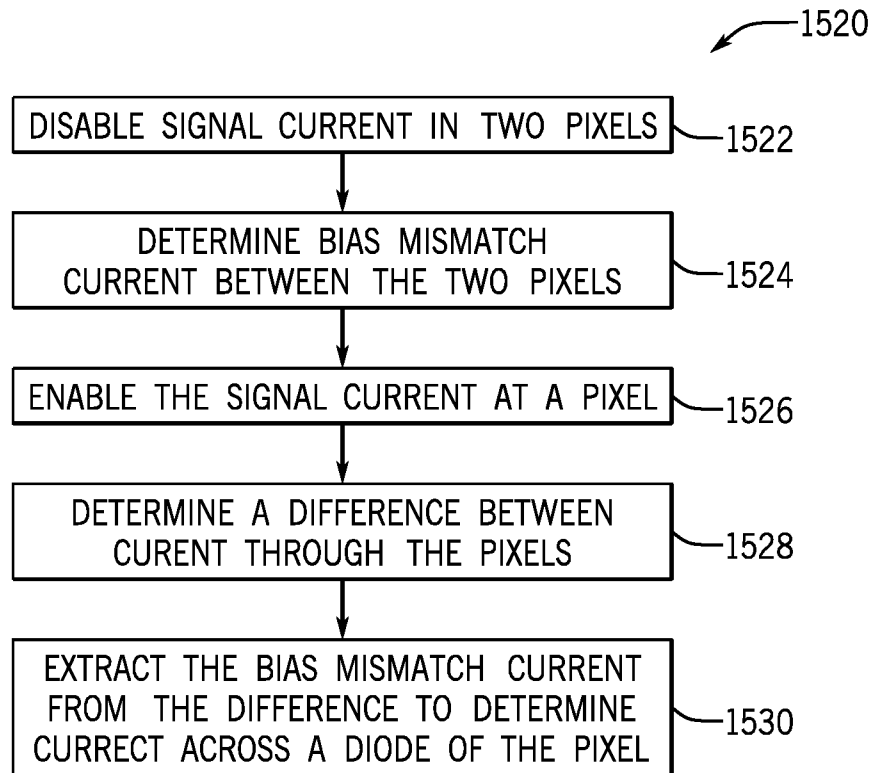 1520
DISABLE SIGNAL CURRENT IN TWO PIXELS
1522
DETERMINE BIAS MISMATCH
CURRENT BETWEEN THE TWO PIXELS
1524
ENABLE THE SIGNAL CURRENT AT A PIXEL
1526
DETERMINE A DIFFERENCE BETWEEN
CURENT THROUGH THE PIXELS
1528
EXTRACT THE BIAS MISMATCH CURRENT
FROM THE DIFFERENCE TO DETERMINE
CURRECT ACROSS A DIODE OF THE PIXEL
1530